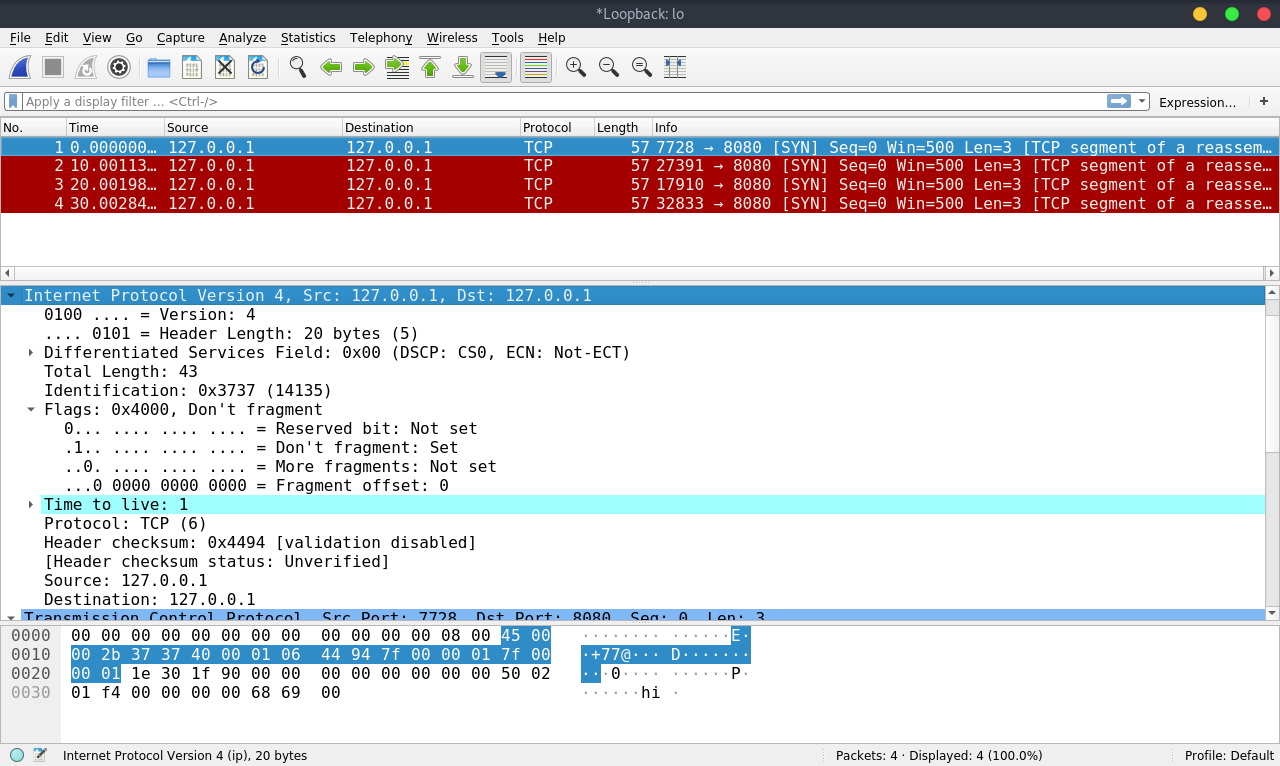 *Loopback: lo
File Edit View Go Capture Analyze Statistics Telephony Wireless Tools Help
Apply a display filter ... <Ctrl-/> Expression... +
No. Time Source Destination Protocol Length Info
1 0.000000… 127.0.0.1 127.0.0.1 TCP 57 7728 → 8080 [SYN] Seq=0 Win=500 Len=3 [TCP segment of a reassem…
2 10.00113… 127.0.0.1 127.0.0.1 TCP 57 27391 → 8080 [SYN] Seq=0 Win=500 Len=3 [TCP segment of a reasse…
3 20.00198… 127.0.0.1 127.0.0.1 TCP 57 17910 → 8080 [SYN] Seq=0 Win=500 Len=3 [TCP segment of a reasse…
4 30.00284… 127.0.0.1 127.0.0.1 TCP 57 32833 → 8080 [SYN] Seq=0 Win=500 Len=3 [TCP segment of a reasse…
Internet Protocol Version 4, Src: 127.0.0.1, Dst: 127.0.0.1
0100 .... = Version: 4
.... 0101 = Header Length: 20 bytes (5)
Differentiated Services Field: 0x00 (DSCP: CS0, ECN: Not-ECT)
Total Length: 43
Identification: 0x3737 (14135)
Flags: 0x4000, Don't fragment
0... .... .... .... = Reserved bit: Not set
.1.. .... .... .... = Don't fragment: Set
..0. .... .... .... = More fragments: Not set
...0 0000 0000 0000 = Fragment offset: 0
Time to live: 1
Protocol: TCP (6)
Header checksum: 0x4494 [validation disabled]
[Header checksum status: Unverified]
Source: 127.0.0.1
Destination: 127.0.0.1
Transmission Control Protocol, Src Port: 7728, Dst Port: 8080, Seq: 0, Len: 3
0000 00 00 00 00 00 00 00 00 00 00 00 00 08 00 45 00 ········ ······E·
0010 00 2b 37 37 40 00 01 06 44 94 7f 00 00 01 7f 00 ·+77@··· D·······
0020 00 01 1e 30 1f 90 00 00 00 00 00 00 00 00 50 02 ···0···· ······P·
0030 01 f4 00 00 00 00 68 69 00 ······hi ·
Internet Protocol Version 4 (ip), 20 bytes Packets: 4 · Displayed: 4 (100.0%) Profile: Default